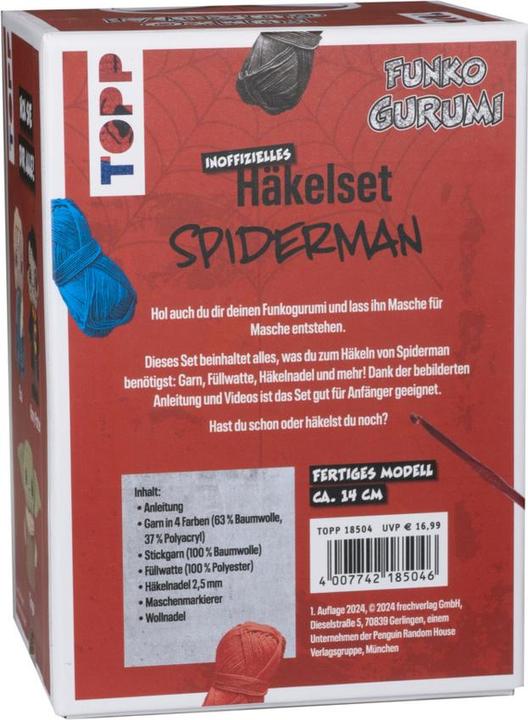 TOPP
FUNKO
GURUMI
INOFFIZIELLES
Häkelset
SPIDERMAN
Hol auch du dir deinen Funkogurumi und lass ihn Masche für
Masche entstehen.
Dieses Set beinhaltet alles, was du zum Häkeln von Spiderman
benötigst: Garn, Füllwatte, Häkelnadel und mehr! Dank der bebilderten
Anleitung und Videos ist das Set gut für Anfänger geeignet.
Hast du schon oder häkelst du noch?
Inhalt:
• Anleitung
• Garn in 4 Farben (63 % Baumwolle,
37 % Polyacryl)
• Stickgarn (100 % Baumwolle)
• Füllwatte (100 % Polyester)
• Häkelnadel 2,5 mm
• Maschenmarkierer
• Wollnadel
FERTIGES MODELL
CA. 14 CM
TOPP 18504 UVP € 16,99
4 007742 185046
1. Auflage 2024, © 2024 frechverlag GmbH,
Dieselstraße 5, 70839 Gerlingen, einem
Unternehmen der Penguin Random House
Verlagsgruppe, München